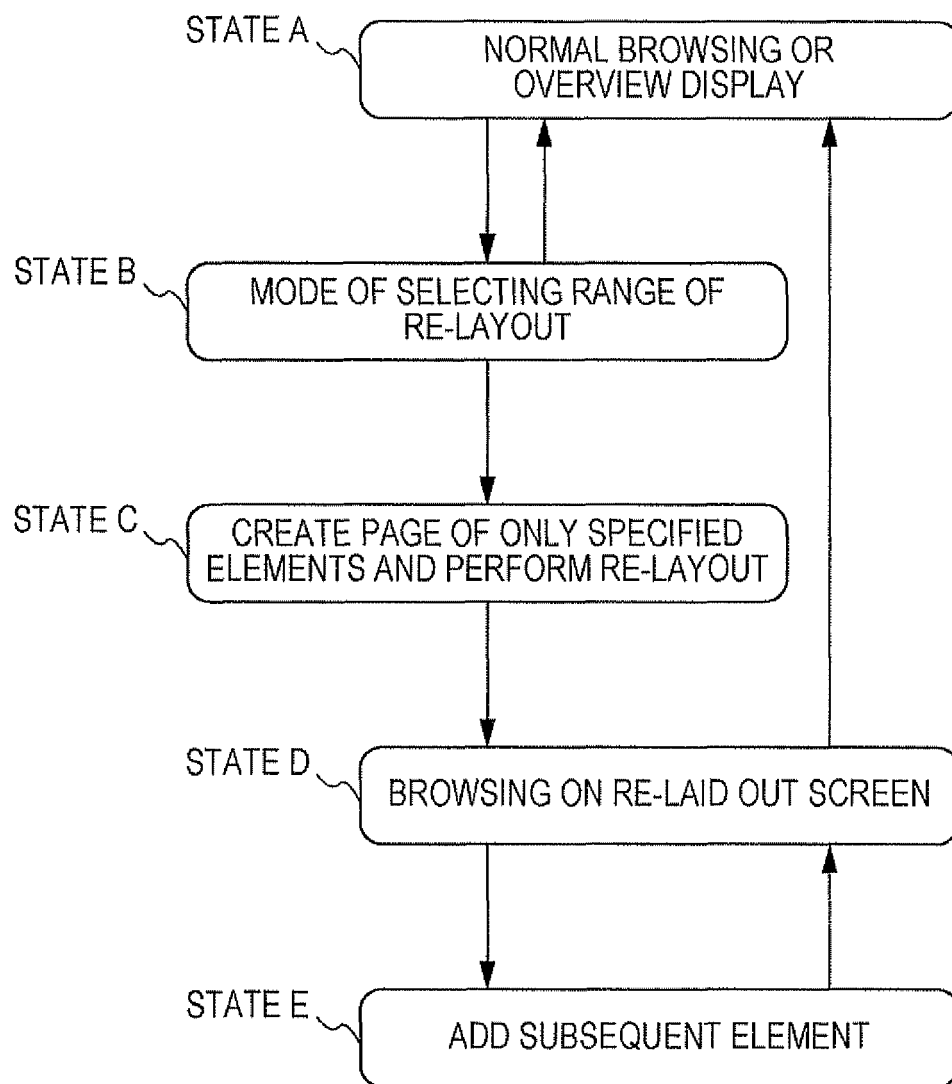 STATE A
NORMAL BROWSING OR
OVERVIEW DISPLAY
STATE B
MODE OF SELECTING RANGE OF
RE-LAYOUT
STATE C
CREATE PAGE OF ONLY SPECIFIED
ELEMENTS AND PERFORM RE-LAYOUT
STATE D
BROWSING ON RE-LAID OUT SCREEN
STATE E
ADD SUBSEQUENT ELEMENT